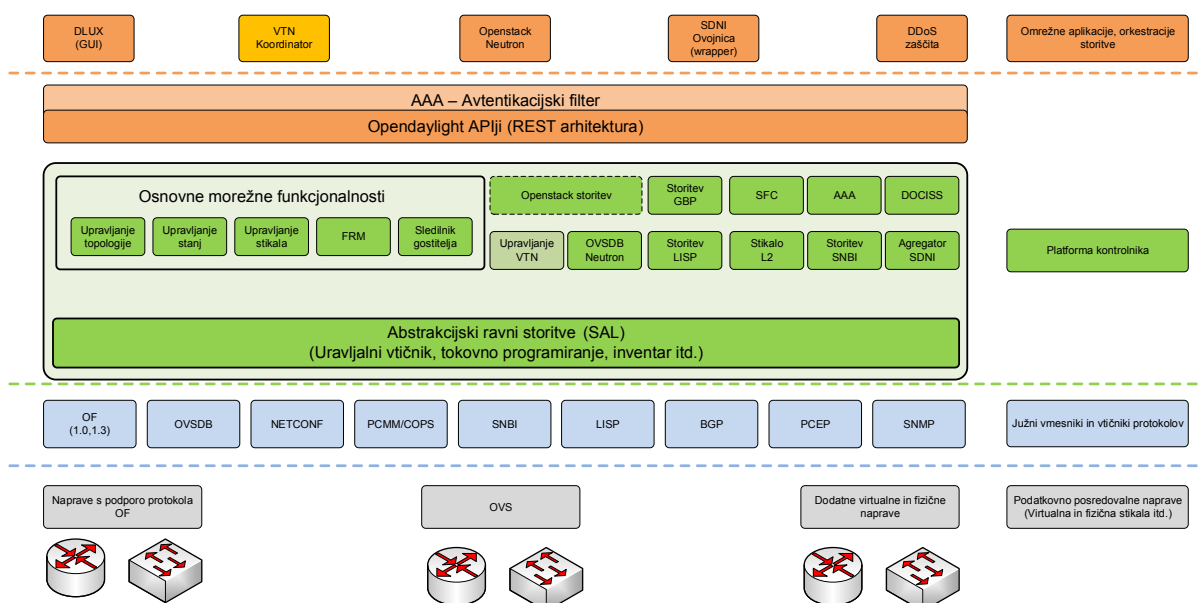 DLUX
(GUI)
VTN
Koordinator
Openstack
Neutron
SDNI
Ovojnica
(wrapper)
DDoS
zaščita
Omrežne aplikacije, orkestracije
storitve
AAA – Avtentikacijski filter
Opendaylight APIji (REST arhitektura)
Osnovne morežne funkcjonalnosti
Upravljanje
topologije
Upravljanje
stanj
Upravljanje
stikala
FRM
Sledilnik
gostitelja
Openstack storitev
Storitev
GBP
SFC
AAA
DOCISS
Upravljanje
VTN
OVSDB
Neutron
Storitev
LISP
Stikalo
L2
Storitev
SNBI
Agregator
SDNI
Platforma kontrolnika
Abstrakcijski ravni storitve (SAL)
(Uravljalni vtičnik, tokovno programiranje, inventar itd.)
OF
(1.0,1.3)
OVSDB
NETCONF
PCMM/COPS
SNBI
LISP
BGP
PCEP
SNMP
Južni vmesniki in vtičniki protokolov
Naprave s podporo protokola
OF
OVS
Dodatne virtualne in fizične
naprave
Podatkovno posredovalne naprave
(Virtualna in fizična stikala itd.)